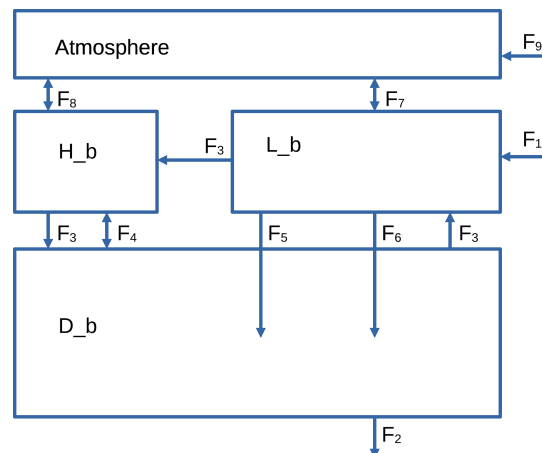 Atmosphere
F₉
F₈
F₇
H_b
L_b
F₃
F₁
F₃
F₄
F₅
F₆
F₃
D_b
F₂